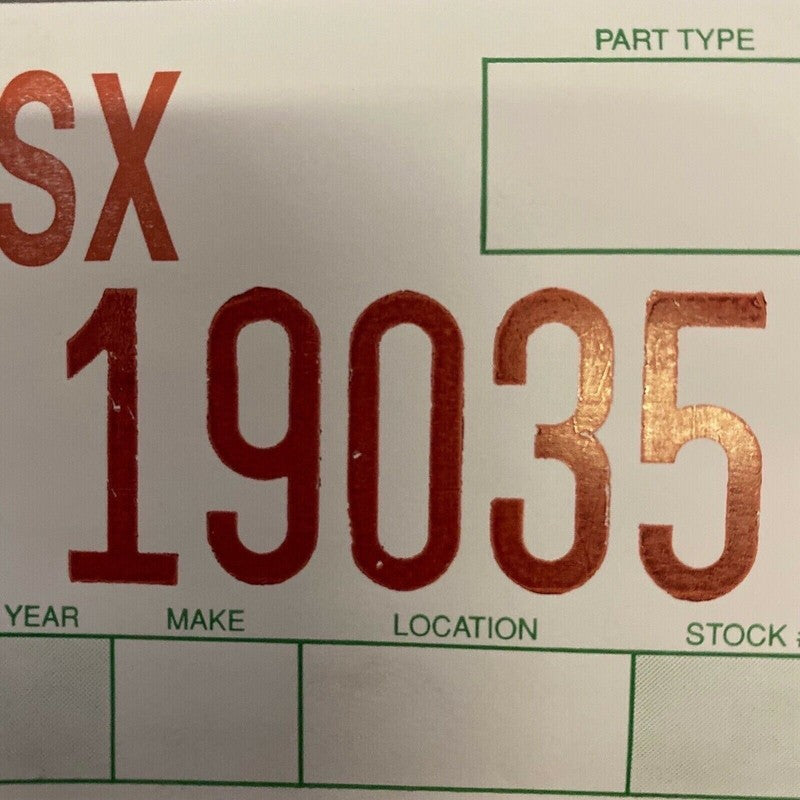 PART TYPE
SX
19035
YEAR MAKE LOCATION STOCK #